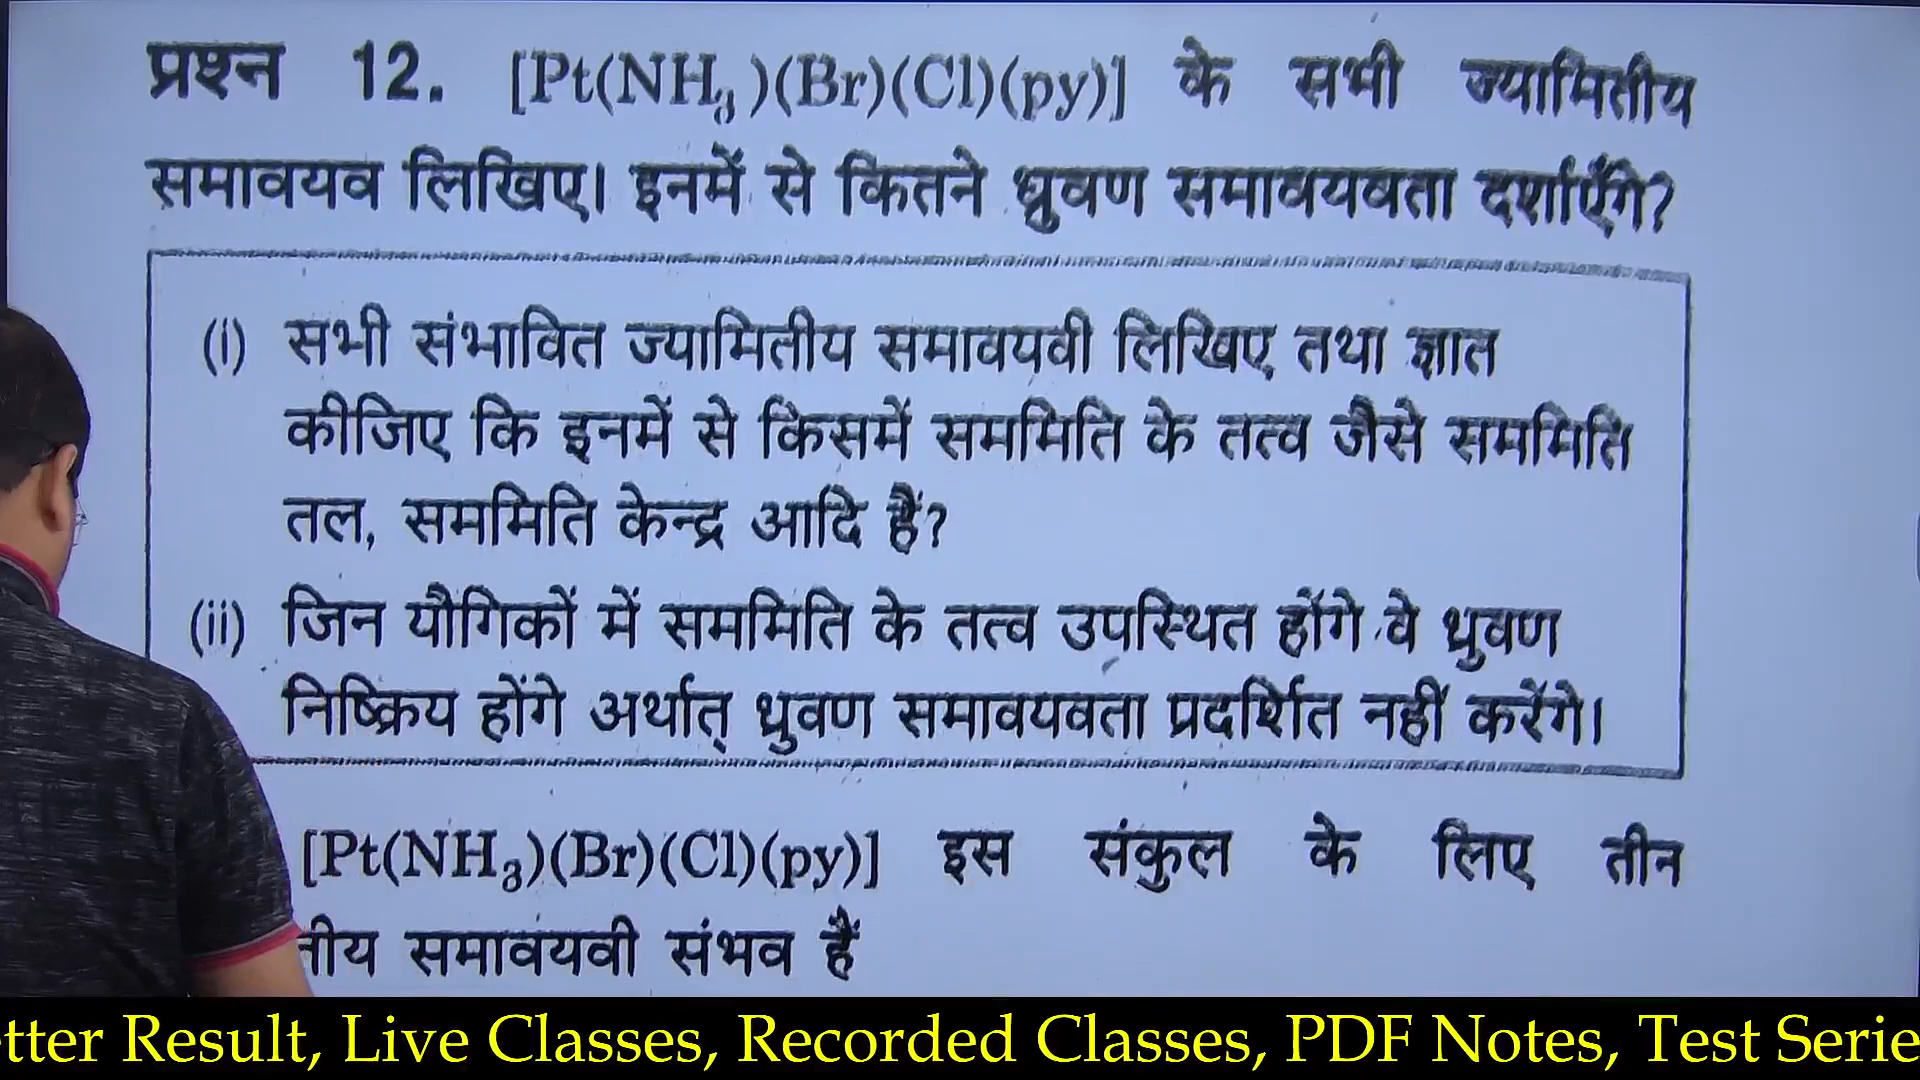 प्रश्न 12. [Pt(NH₃)(Br)(Cl)(py)] के सभी ज्यामितीय
समावयव लिखिए। इनमें से कितने ध्रुवण समावयवता दर्शाएँगे?
(i) सभी संभावित ज्यामितीय समावयवी लिखिए तथा ज्ञात
कीजिए कि इनमें से किसमें सममिति के तत्व जैसे सममिति
तल, सममिति केन्द्र आदि हैं?
(ii) जिन यौगिकों में सममिति के तत्व उपस्थित होंगे वे ध्रुवण
निष्क्रिय होंगे अर्थात् ध्रुवण समावयवता प्रदर्शित नहीं करेंगे।
[Pt(NH₃)(Br)(Cl)(py)] इस संकुल के लिए तीन
समावयवी संभव हैं
Result, Live Classes, Recorded Classes, PDF Notes, Test